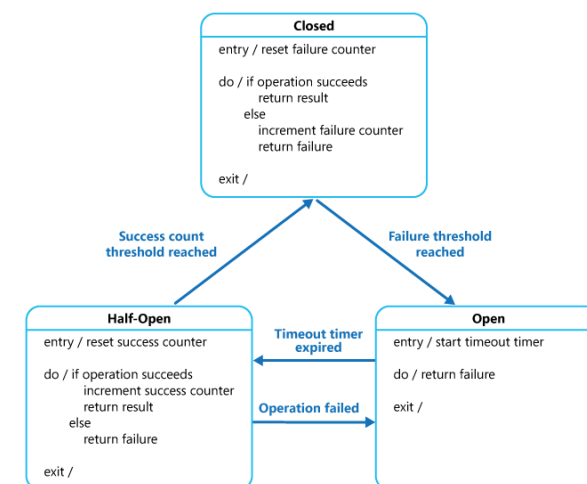 Closed
entry / reset failure counter
do / if operation succeeds
return result
else
increment failure counter
return failure
exit /
Success count
threshold reached
Failure threshold
reached
Half-Open
entry / reset success counter
do / if operation succeeds
increment success counter
return result
else
return failure
exit /
Timeout timer
expired
Operation failed
Open
entry / start timeout timer
do / return failure
exit /